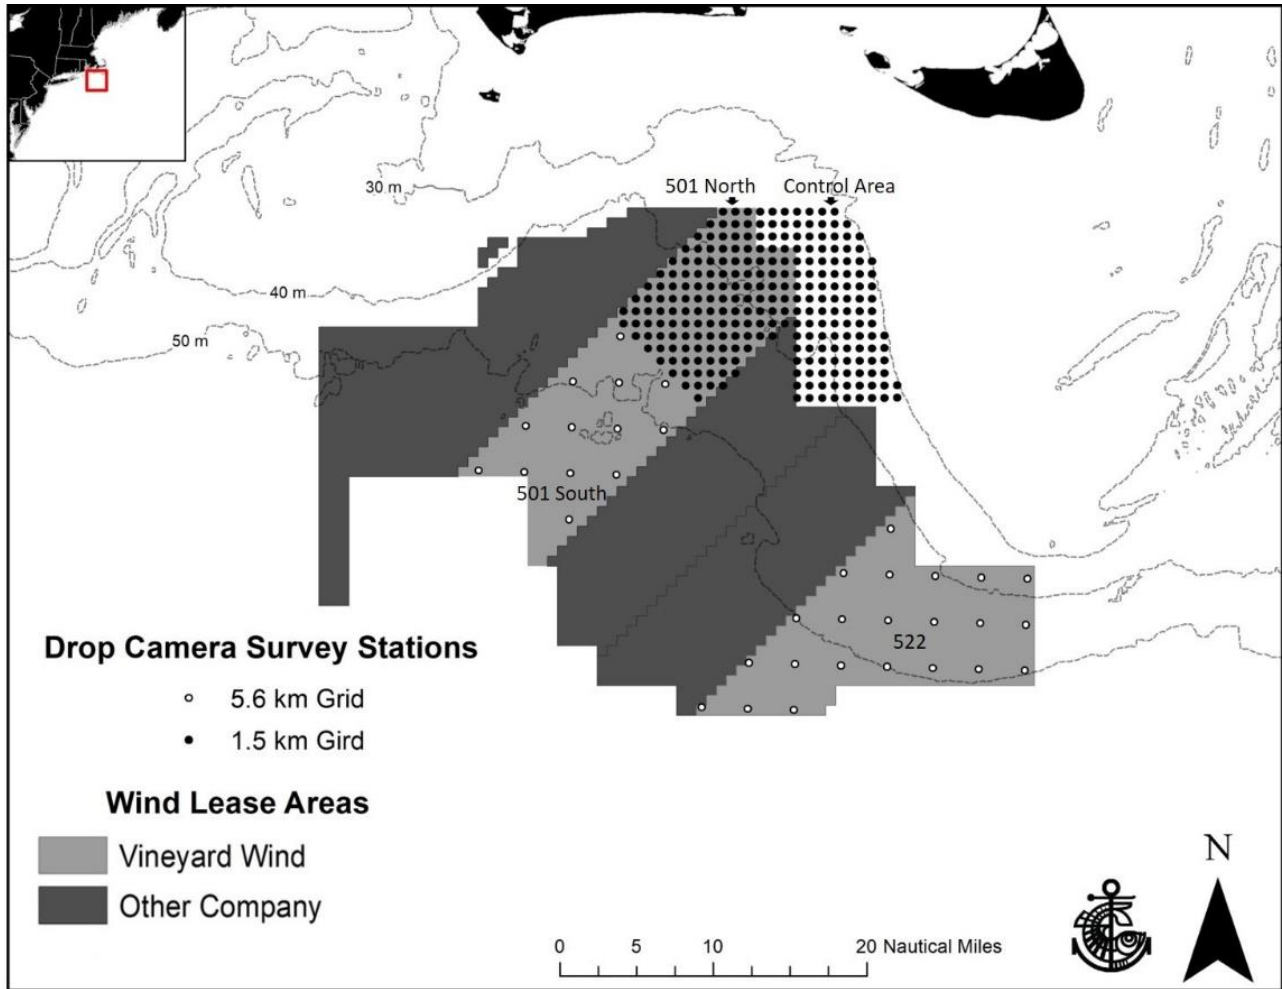 501 North Control Area
30 m
40 m
50 m
501 South
522
Drop Camera Survey Stations
5.6 km Grid
1.5 km Gird
Wind Lease Areas
Vineyard Wind
Other Company
N
0 5 10 20 Nautical Miles